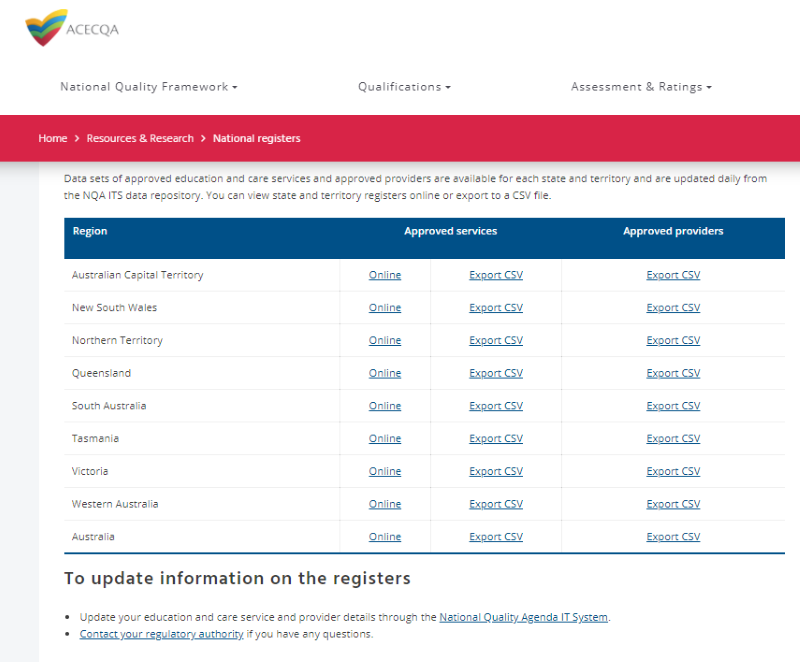 ACECQA
National Quality Framework Qualifications Assessment & Ratings
Home > Resources & Research > National registers
Data sets of approved education and care services and approved providers are available for each state and territory and are updated daily from
the NQA ITS data repository. You can view state and territory registers online or export to a CSV file.
Region Approved services Approved providers
Australian Capital Territory Online Export CSV Export CSV
New South Wales Online Export CSV Export CSV
Northern Territory Online Export CSV Export CSV
Queensland Online Export CSV Export CSV
South Australia Online Export CSV Export CSV
Tasmania Online Export CSV Export CSV
Victoria Online Export CSV Export CSV
Western Australia Online Export CSV Export CSV
Australia Online Export CSV Export CSV
To update information on the registers
• Update your education and care service and provider details through the National Quality Agenda IT System.
• Contact your regulatory authority if you have any questions.